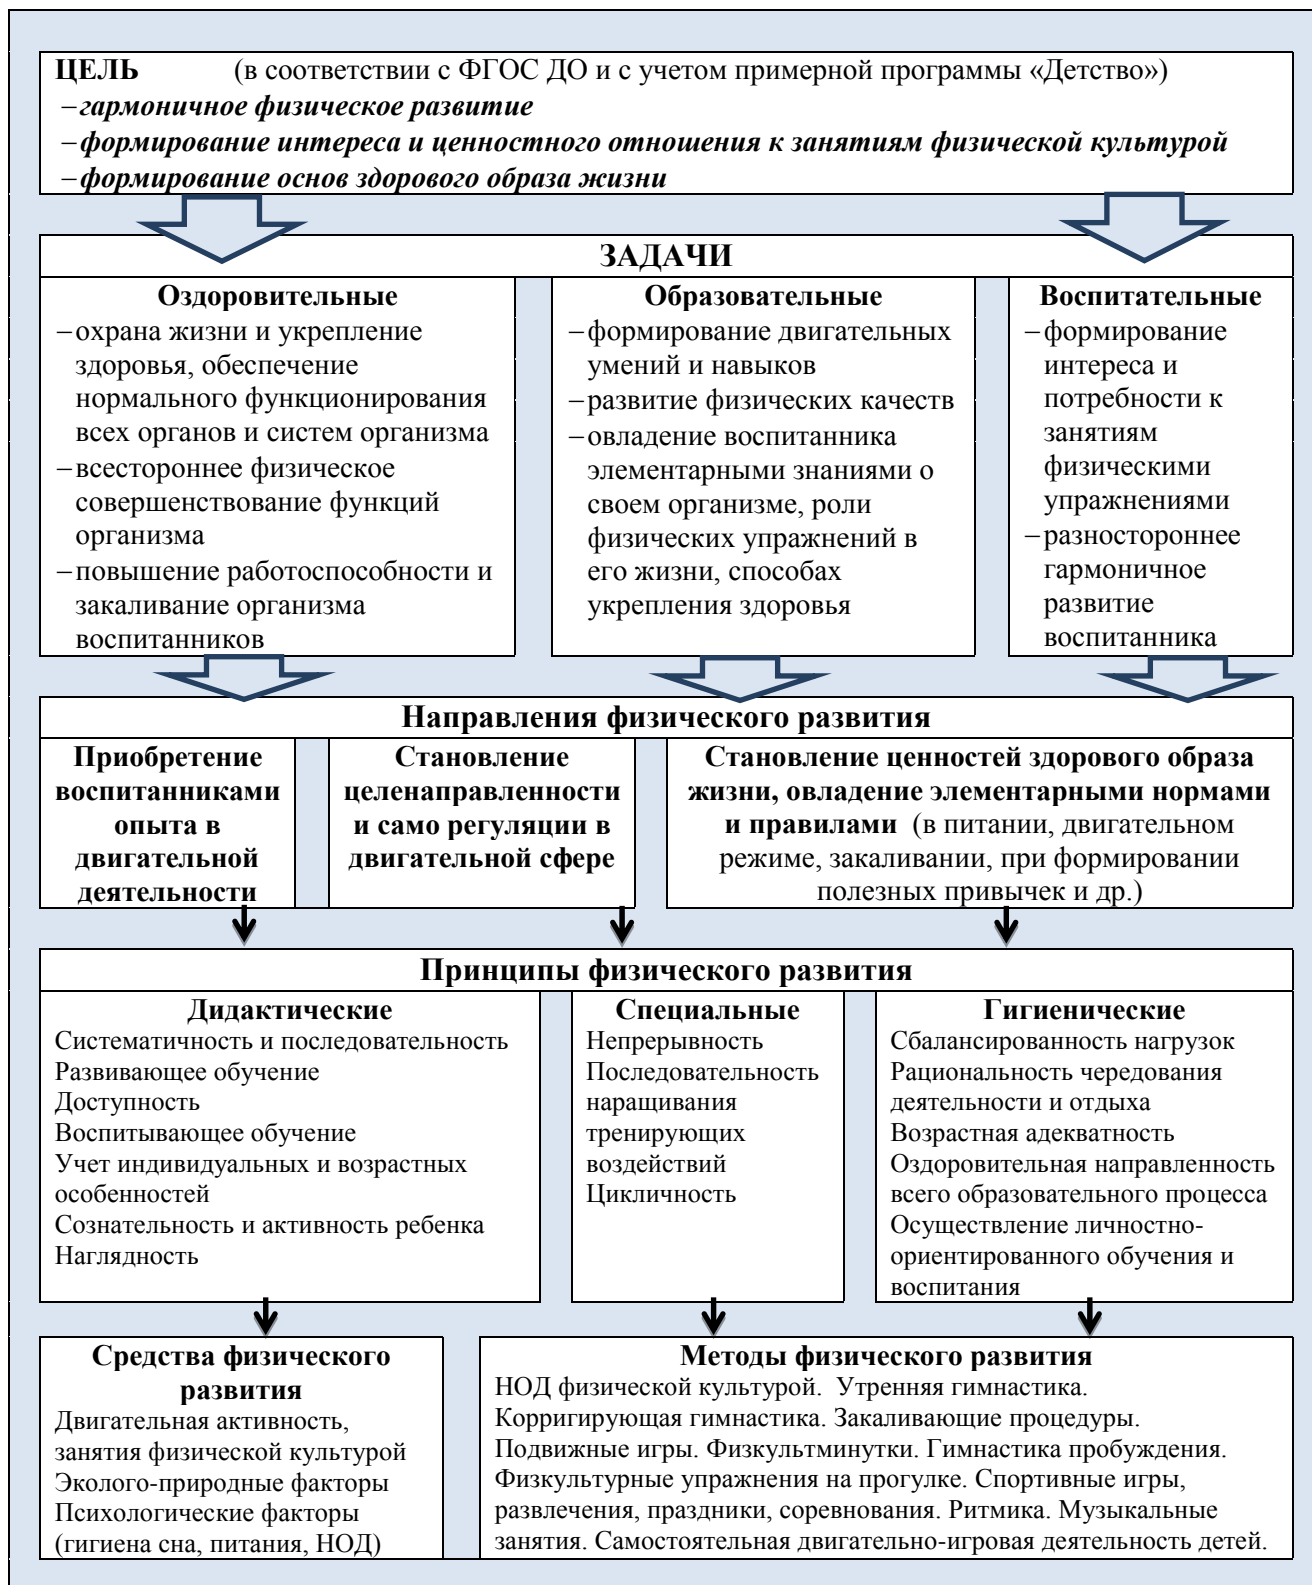 ЦЕЛЬ (в соответствии с ФГОС ДО и с учетом примерной программы «Детство»)
–гармоничное физическое развитие
–формирование интереса и ценностного отношения к занятиям физической культурой
–формирование основ здорового образа жизни
ЗАДАЧИ
Оздоровительные
–охрана жизни и укрепление
здоровья, обеспечение
нормального функционирования
всех органов и систем организма
–всестороннее физическое
совершенствование функций
организма
–повышение работоспособности и
закаливание организма
воспитанников
Образовательные
–формирование двигательных
умений и навыков
–развитие физических качеств
–овладение воспитанника
элементарными знаниями о
своем организме, роли
физических упражнений в
его жизни, способах
укрепления здоровья
Воспитательные
–формирование
интереса и
потребности к
занятиям
физическими
упражнениями
–разностороннее
гармоничное
развитие
воспитанника
Направления физического развития
Приобретение
воспитанниками
опыта в
двигательной
деятельности
Становление
целенаправленности
и само регуляции в
двигательной сфере
Становление ценностей здорового образа
жизни, овладение элементарными нормами
и правилами (в питании, двигательном
режиме, закаливании, при формировании
полезных привычек и др.)
Принципы физического развития
Дидактические
Систематичность и последовательность
Развивающее обучение
Доступность
Воспитывающее обучение
Учет индивидуальных и возрастных
особенностей
Сознательность и активность ребенка
Наглядность
Специальные
Непрерывность
Последовательность
наращивания
тренирующих
воздействий
Цикличность
Гигиенические
Сбалансированность нагрузок
Рациональность чередования
деятельности и отдыха
Возрастная адекватность
Оздоровительная направленность
всего образовательного процесса
Осуществление личностно-
ориентированного обучения и
воспитания
Средства физического
развития
Двигательная активность,
занятия физической культурой
Эколого-природные факторы
Психологические факторы
(гигиена сна, питания, НОД)
Методы физического развития
НОД физической культурой. Утренняя гимнастика.
Корригирующая гимнастика. Закаливающие процедуры.
Подвижные игры. Физкультминутки. Гимнастика пробуждения.
Физкультурные упражнения на прогулке. Спортивные игры,
развлечения, праздники, соревнования. Ритмика. Музыкальные
занятия. Самостоятельная двигательно-игровая деятельность детей.